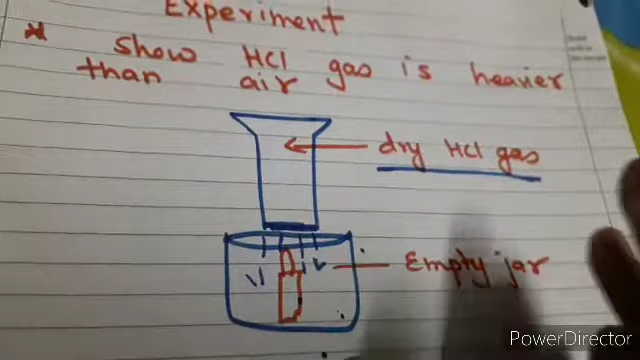 Experiment
* show HCl gas is heavier
than air
dry HCl gas
Empty jar
PowerDirector